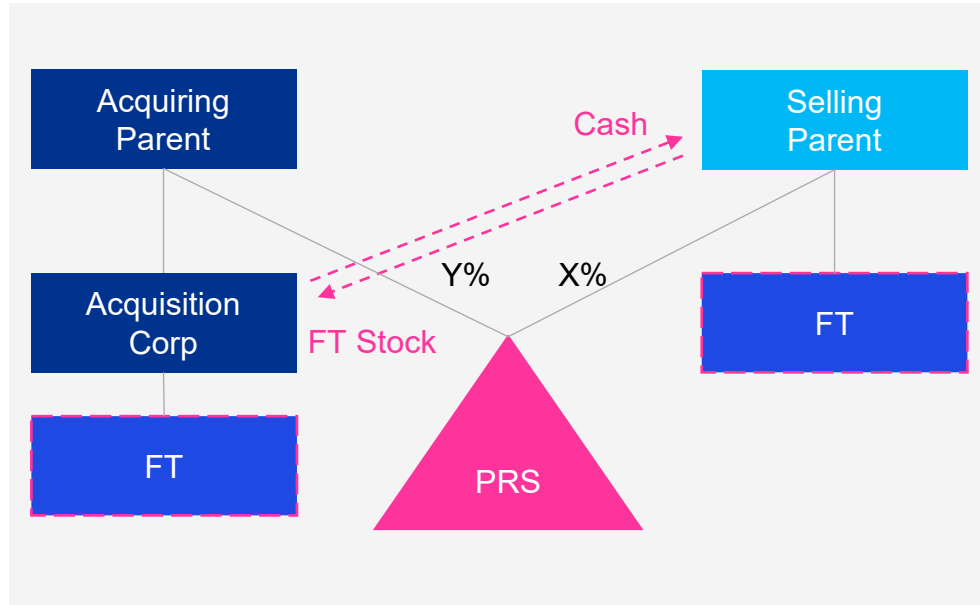 Acquiring
Parent
Cash
Selling
Parent
Y%
X%
Acquisition
Corp
FT Stock
FT
FT
PRS